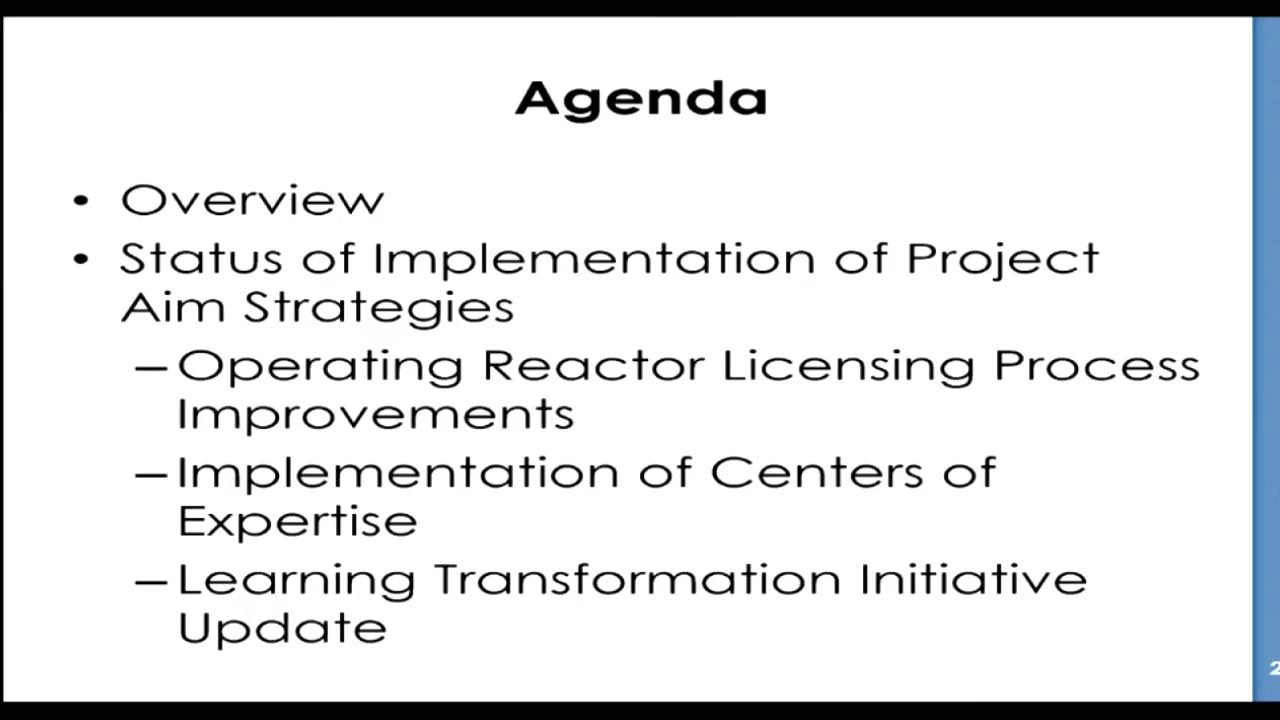 Agenda
• Overview
• Status of Implementation of Project
Aim Strategies
– Operating Reactor Licensing Process
Improvements
– Implementation of Centers of
Expertise
– Learning Transformation Initiative
Update
2